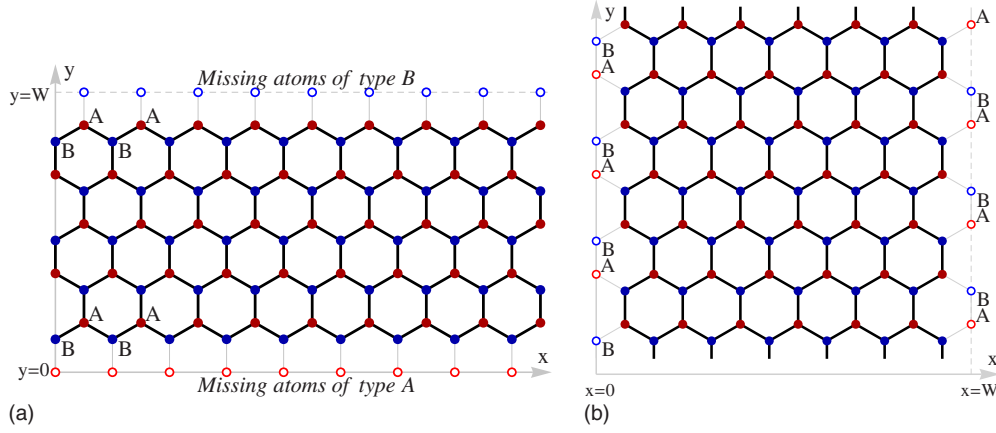 y
y=W
Missing atoms of type B
A A
B B
A A
B B
y=0
Missing atoms of type A
x
(a)
y
A
B
A
B
A
B
A
B
A
B
A
B
A
B
B
A
x
x=0
x=W
(b)